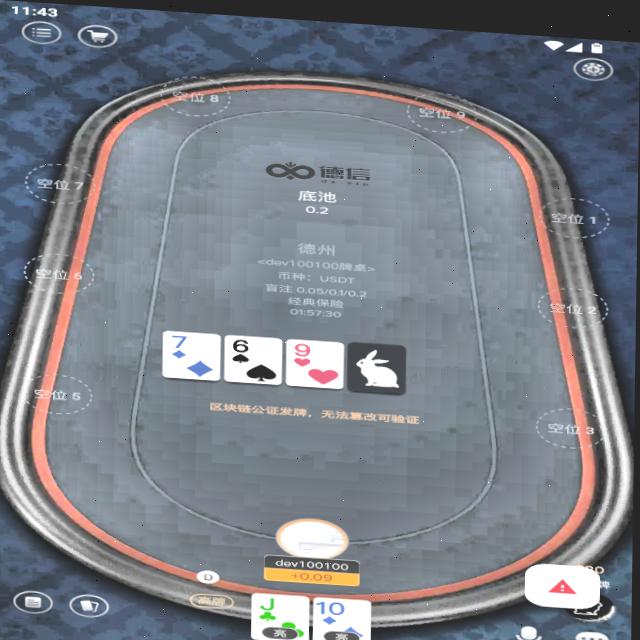 11:43
空位 8
空位 9
德信
dx.vip
底池
0.2
空位 7
空位 1
德州
<dev100100牌桌>
币种: USDT
盲注 0.05/0.1/0.2
经典保险
01:57:30
空位 6
空位 2
7
6
9
空位 5
区块链公证发牌，无法篡改可验证
空位 3
dev100100
+0.09
D
J
10
亮
亮